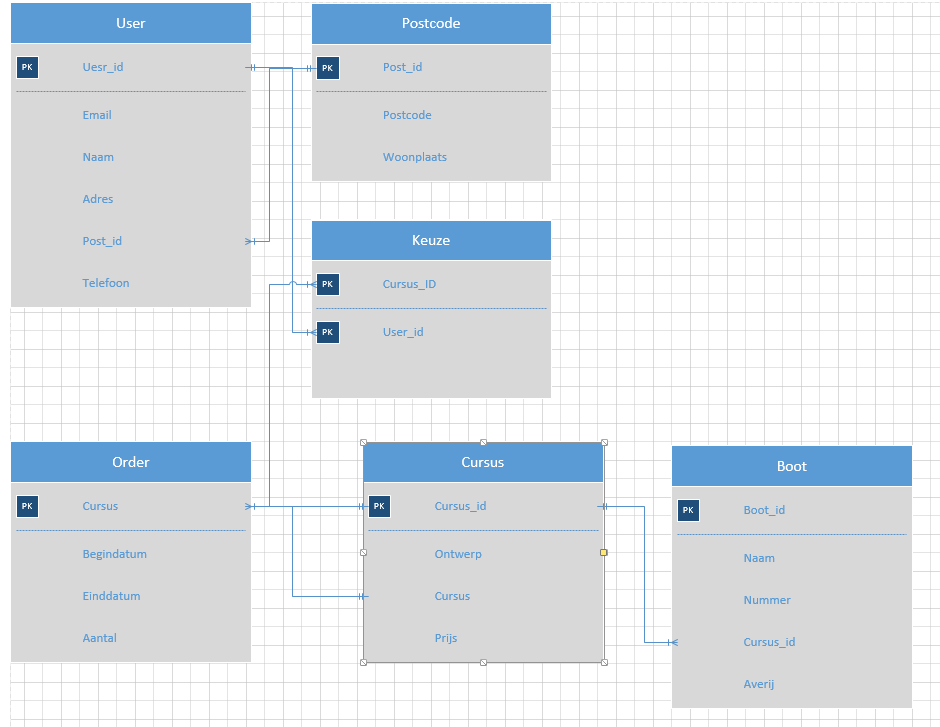 User
PK Uesr_id
Email
Naam
Adres
Post_id
Telefoon
Postcode
PK Post_id
Postcode
Woonplaats
Keuze
PK Cursus_ID
PK User_id
Order
PK Cursus
Begindatum
Einddatum
Aantal
Cursus
PK Cursus_id
Ontwerp
Cursus
Prijs
Boot
PK Boot_id
Naam
Nummer
Cursus_id
Averij